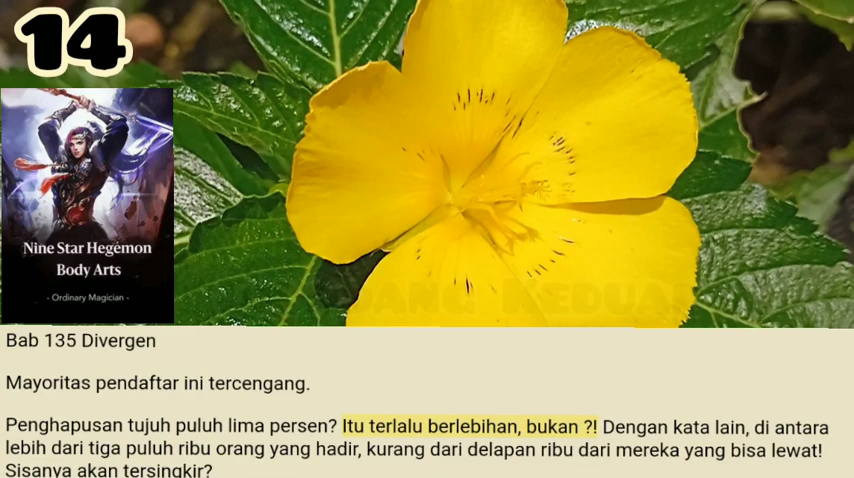 14
Nine Star Hegemon
Body Arts
- Ordinary Magician -
Bab 135 Divergen
Mayoritas pendaftar ini tercengang.
Penghapusan tujuh puluh lima persen? Itu terlalu berlebihan, bukan ?! Dengan kata lain, di antara
lebih dari tiga puluh ribu orang yang hadir, kurang dari delapan ribu dari mereka yang bisa lewat!
Sisanya akan tersingkir?